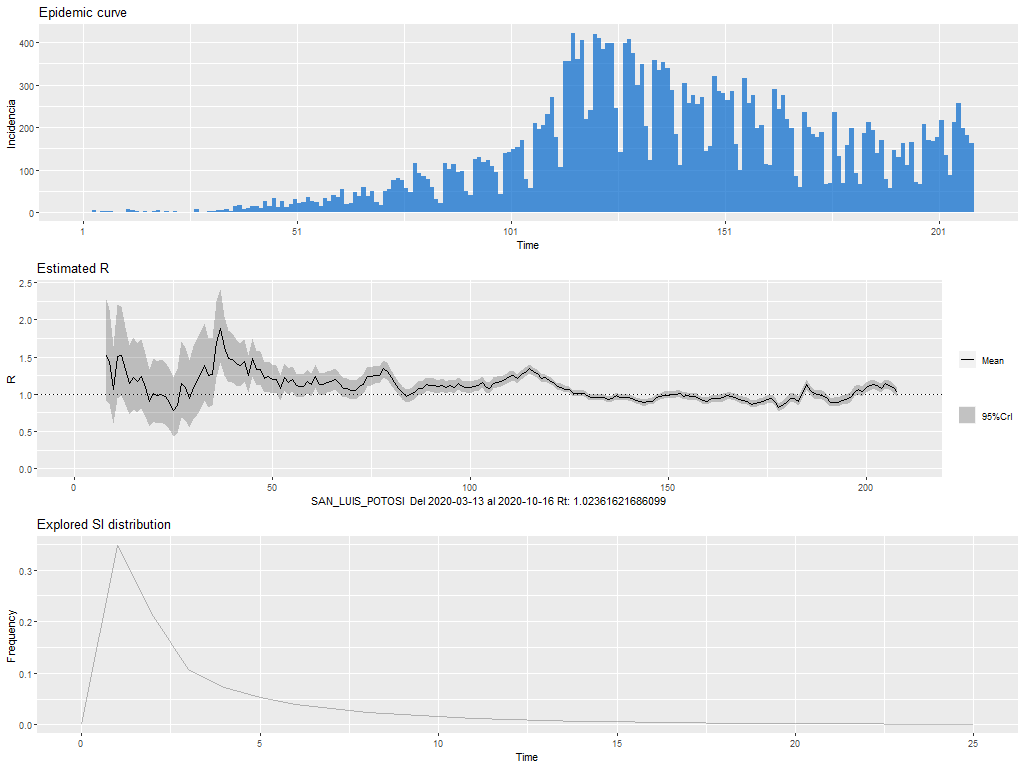 Epidemic curve
400
300
200
100
0
Incidencia
1
51
101
151
201
Time
Estimated R
2.5
2.0
1.5
1.0
0.5
0.0
R
Mean
95%CrI
0
50
100
150
200
SAN_LUIS_POTOSI Del 2020-03-13 al 2020-10-16 Rt: 1.02361621686099
Explored SI distribution
0.3
0.2
0.1
0.0
Frequency
0
5
10
15
20
25
Time